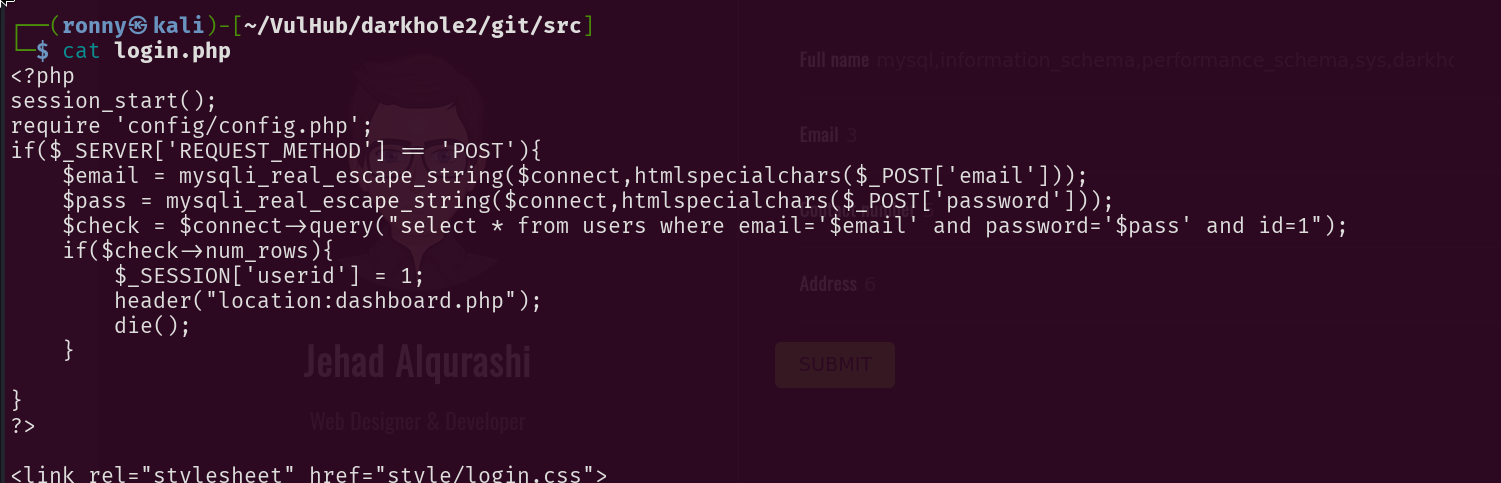 ┌──(ronny㉿kali)-[~/VulHub/darkhole2/git/src]
└─$ cat login.php
<?php
session_start();
require 'config/config.php';
if($_SERVER['REQUEST_METHOD'] == 'POST'){
    $email = mysqli_real_escape_string($connect,htmlspecialchars($_POST['email']));
    $pass = mysqli_real_escape_string($connect,htmlspecialchars($_POST['password']));
    $check = $connect->query("select * from users where email='$email' and password='$pass' and id=1");
    if($check->num_rows){
        $_SESSION['userid'] = 1;
        header("location:dashboard.php");
        die();
    }

}
?>

<link rel="stylesheet" href="style/login.css">
Full name mysql,information_schema,performance_schema,sys,darkho
Email 3
Address 6
SUBMIT
Jehad Alqurashi
Web Designer & Developer